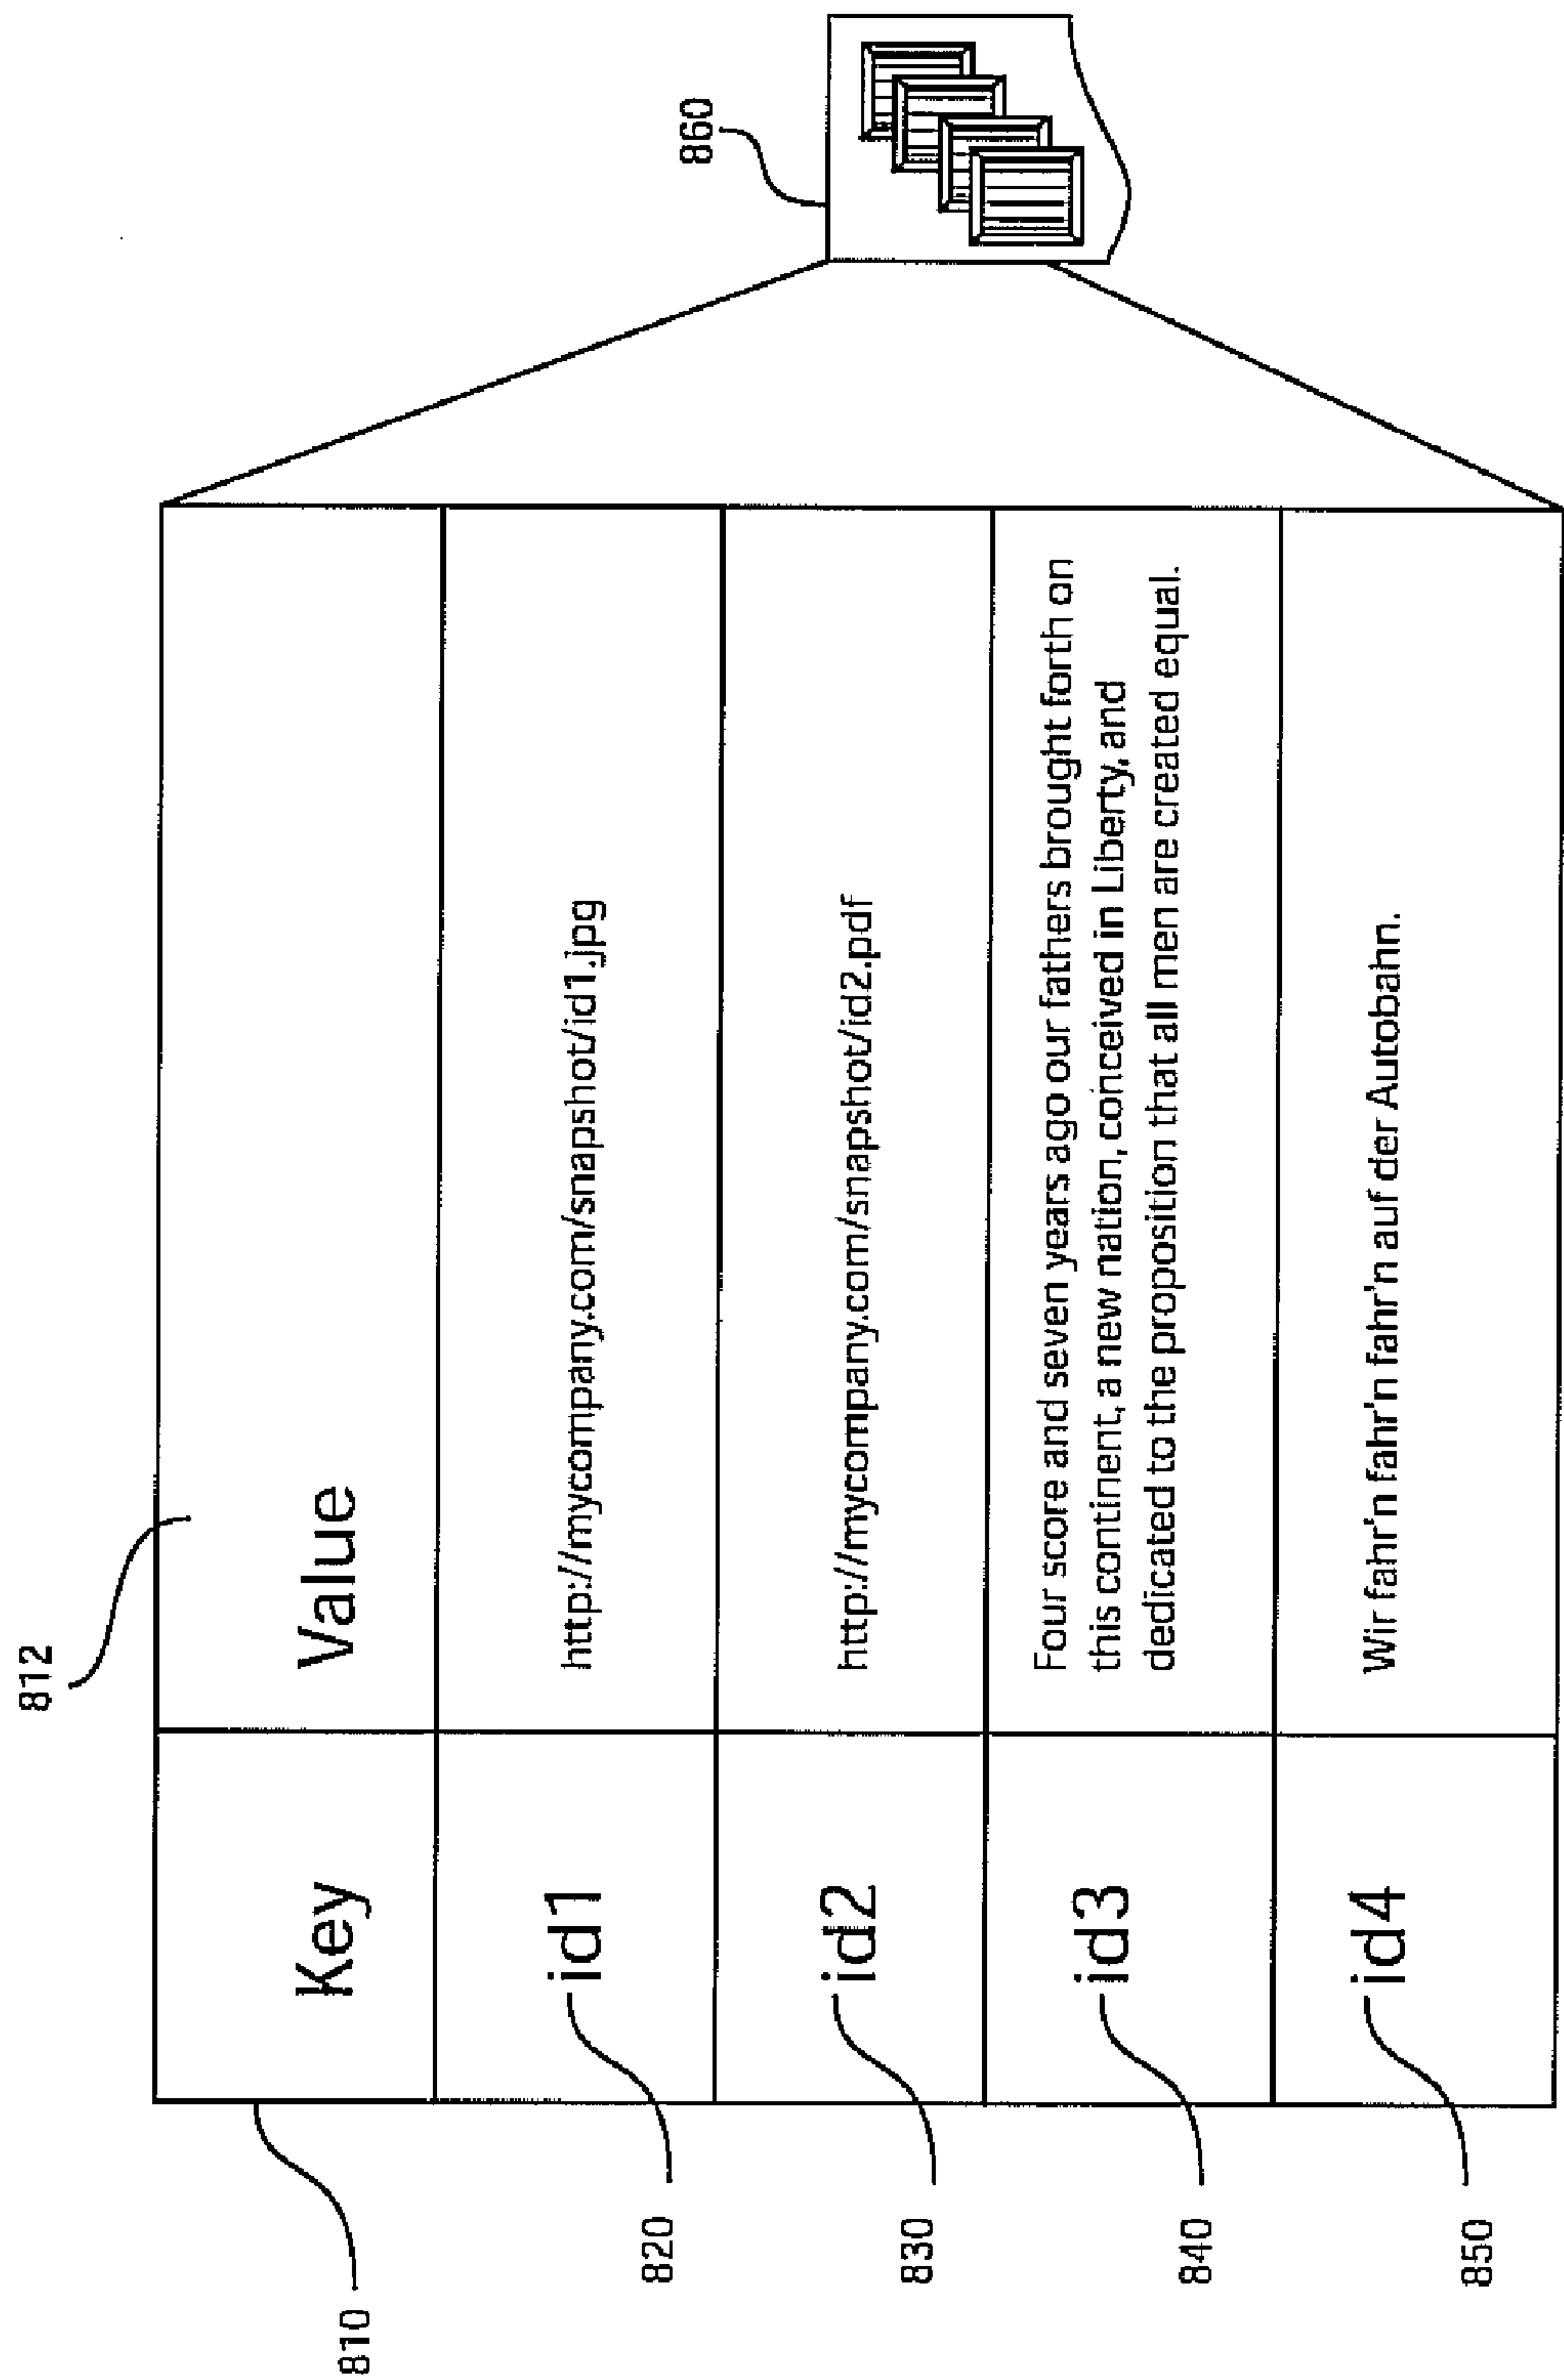 812
860
810
Key
Value
820
id1
http://mycompany.com/snapshot/id1.jpg
830
id2
http://mycompany.com/snapshot/id2.pdf
840
id3
Four score and seven years ago our fathers brought forth on
this continent, a new nation, conceived in Liberty, and
dedicated to the proposition that all men are created equal.
850
id4
Wir fahr'n fahr'n fahr'n auf der Autobahn.